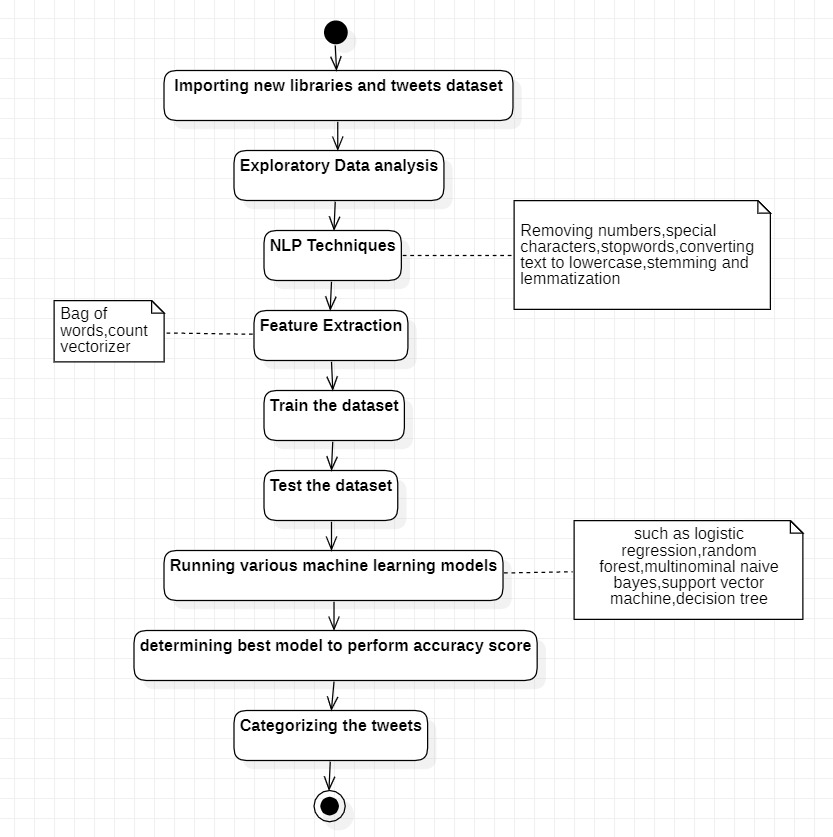 Importing new libraries and tweets dataset
Exploratory Data analysis
NLP Techniques
Removing numbers,special
characters,stopwords,converting
text to lowercase,stemming and
lemmatization
Bag of
words,count
vectorizer
Feature Extraction
Train the dataset
Test the dataset
Running various machine learning models
such as logistic
regression,random
forest,multinominal naive
bayes,support vector
machine,decision tree
determining best model to perform accuracy score
Categorizing the tweets